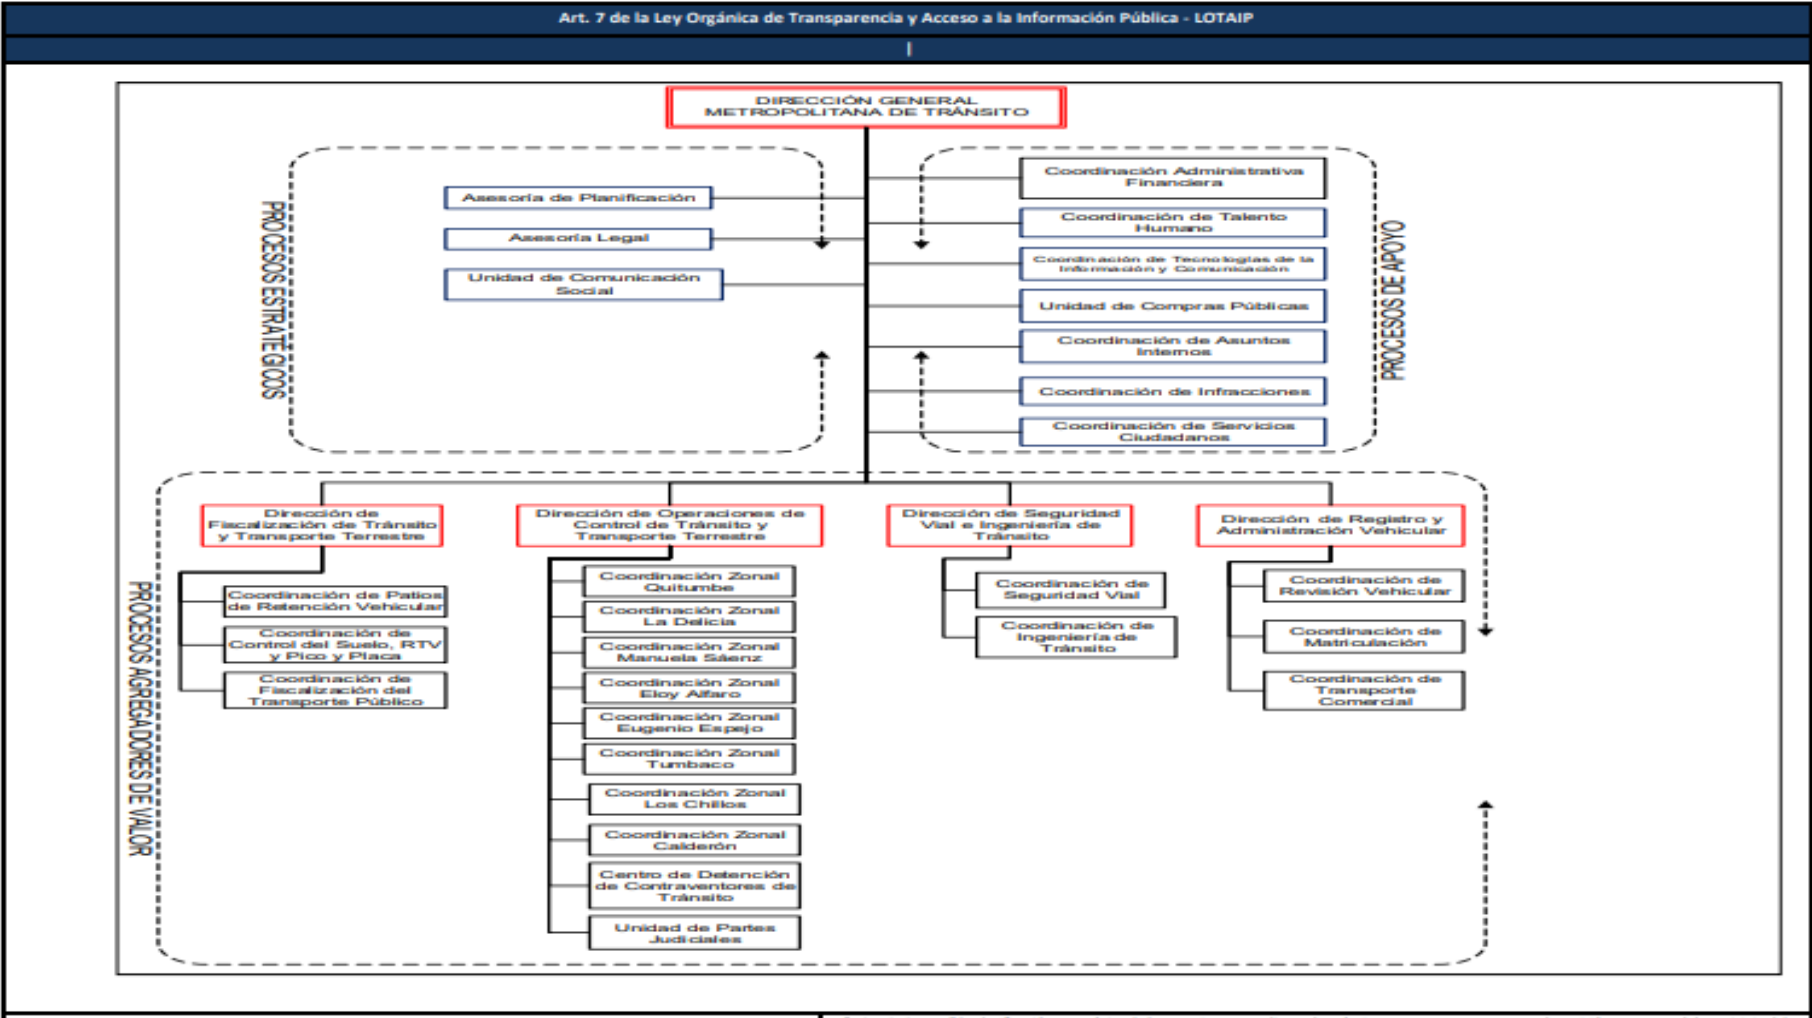 Art. 7 de la Ley Orgánica de Transparencia y Acceso a la Información Pública - LOTAIP
DIRECCIÓN GENERAL
METROPOLITANA DE TRÁNSITO
PROCESOS ESTRATEGICOS
Asesoría de Planificación
Asesoría Legal
Unidad de Comunicación
Social
Coordinación Administrativa
Financiera
Coordinación de Talento
Humano
Coordinación de Tecnologías de la
Información y Comunicación
Unidad de Compras Públicas
Coordinación de Asuntos
Internos
Coordinación de Infracciones
Coordinación de Servicios
Ciudadanos
PROCESOS DE APOYO
PROCESOS AGREGADORES DE VALOR
Dirección de
Fiscalización de Tránsito
y Transporte Terrestre
Coordinación de Patios
de Retención Vehicular
Coordinación de
Control del Suelo, RTV
y Pico y Placa
Coordinación de
Fiscalización del
Transporte Público
Dirección de Operaciones de
Control de Tránsito y
Transporte Terrestre
Coordinación Zonal
Quitumbe
Coordinación Zonal
La Delicia
Coordinación Zonal
Manuela Sáenz
Coordinación Zonal
Eloy Alfaro
Coordinación Zonal
Eugenio Espejo
Coordinación Zonal
Tumbaco
Coordinación Zonal
Los Chillos
Coordinación Zonal
Calderón
Centro de Detención
de Contraventores de
Tránsito
Unidad de Partes
Judiciales
Dirección de Seguridad
Vial e Ingeniería de
Tránsito
Coordinación de
Seguridad Vial
Coordinación de
Ingeniería de
Tránsito
Dirección de Registro y
Administración Vehicular
Coordinación de
Revisión Vehicular
Coordinación de
Matriculación
Coordinación de
Transporte
Comercial